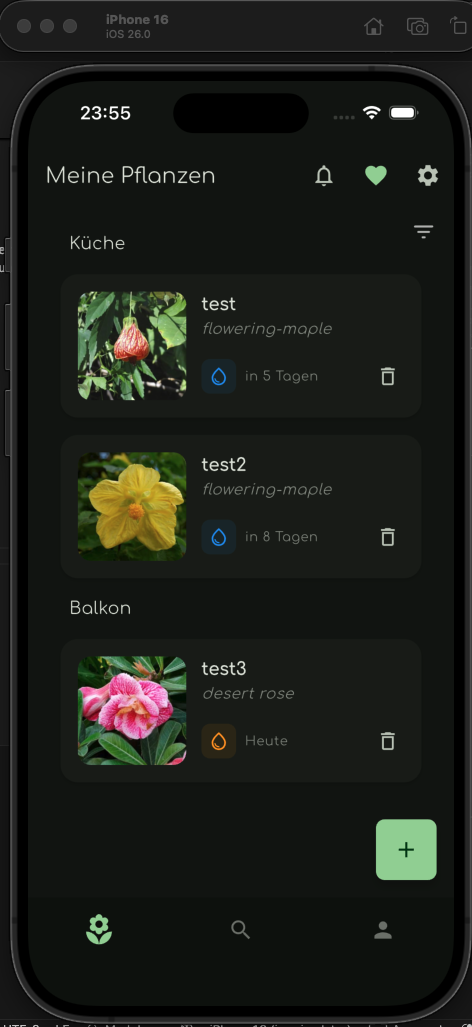 iPhone 16
iOS 26.0
23:55
Meine Pflanzen
Küche
test
flowering-maple
in 5 Tagen
test2
flowering-maple
in 8 Tagen
Balkon
test3
desert rose
Heute